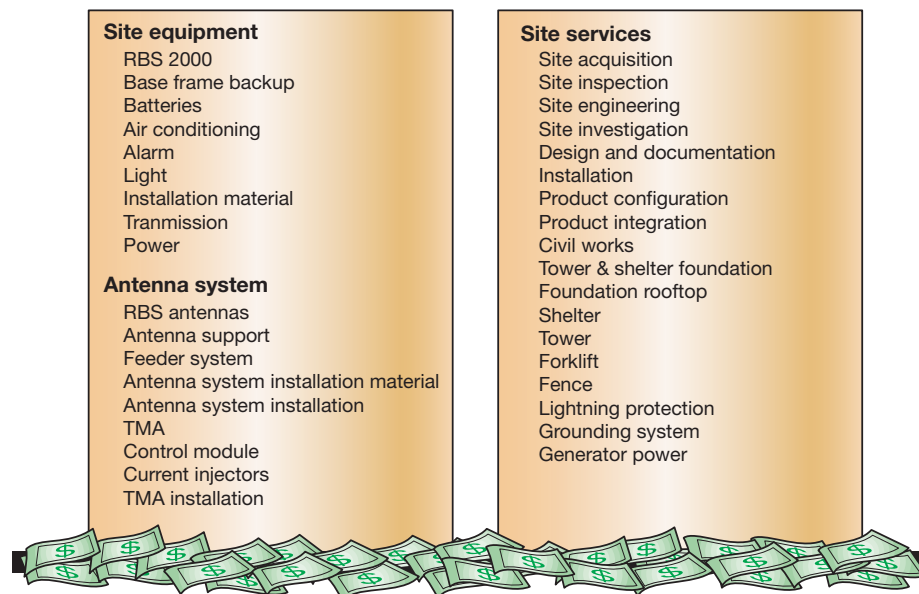 Site equipment
RBS 2000
Base frame backup
Batteries
Air conditioning
Alarm
Light
Installation material
Tranmission
Power
Antenna system
RBS antennas
Antenna support
Feeder system
Antenna system installation material
Antenna system installation
TMA
Control module
Current injectors
TMA installation
Site services
Site acquisition
Site inspection
Site engineering
Site investigation
Design and documentation
Installation
Product configuration
Product integration
Civil works
Tower & shelter foundation
Foundation rooftop
Shelter
Tower
Forklift
Fence
Lightning protection
Grounding system
Generator power